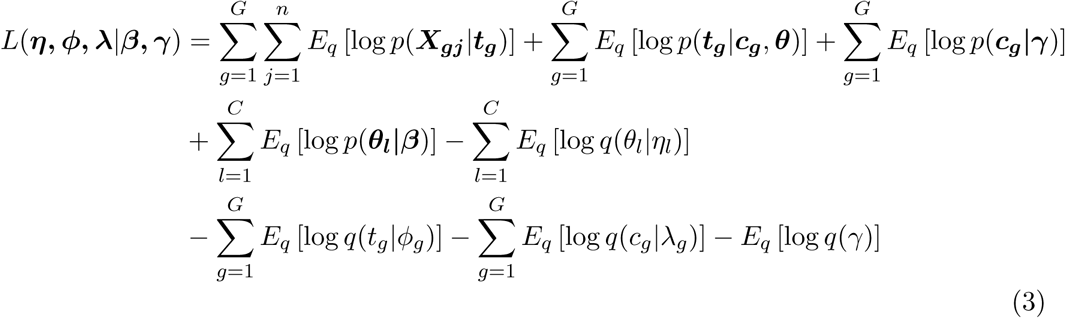 L(η, ϕ, λ|β, γ) = ∑_{g=1}^{G} ∑_{j=1}^{n} E_q [log p(X_{gj}|t_g)] + ∑_{g=1}^{G} E_q [log p(t_g|c_g, θ)] + ∑_{g=1}^{G} E_q [log p(c_g|γ)]
+ ∑_{l=1}^{C} E_q [log p(θ_l|β)] − ∑_{l=1}^{C} E_q [log q(θ_l|η_l)]
− ∑_{g=1}^{G} E_q [log q(t_g|ϕ_g)] − ∑_{g=1}^{G} E_q [log q(c_g|λ_g)] − E_q [log q(γ)]
(3)